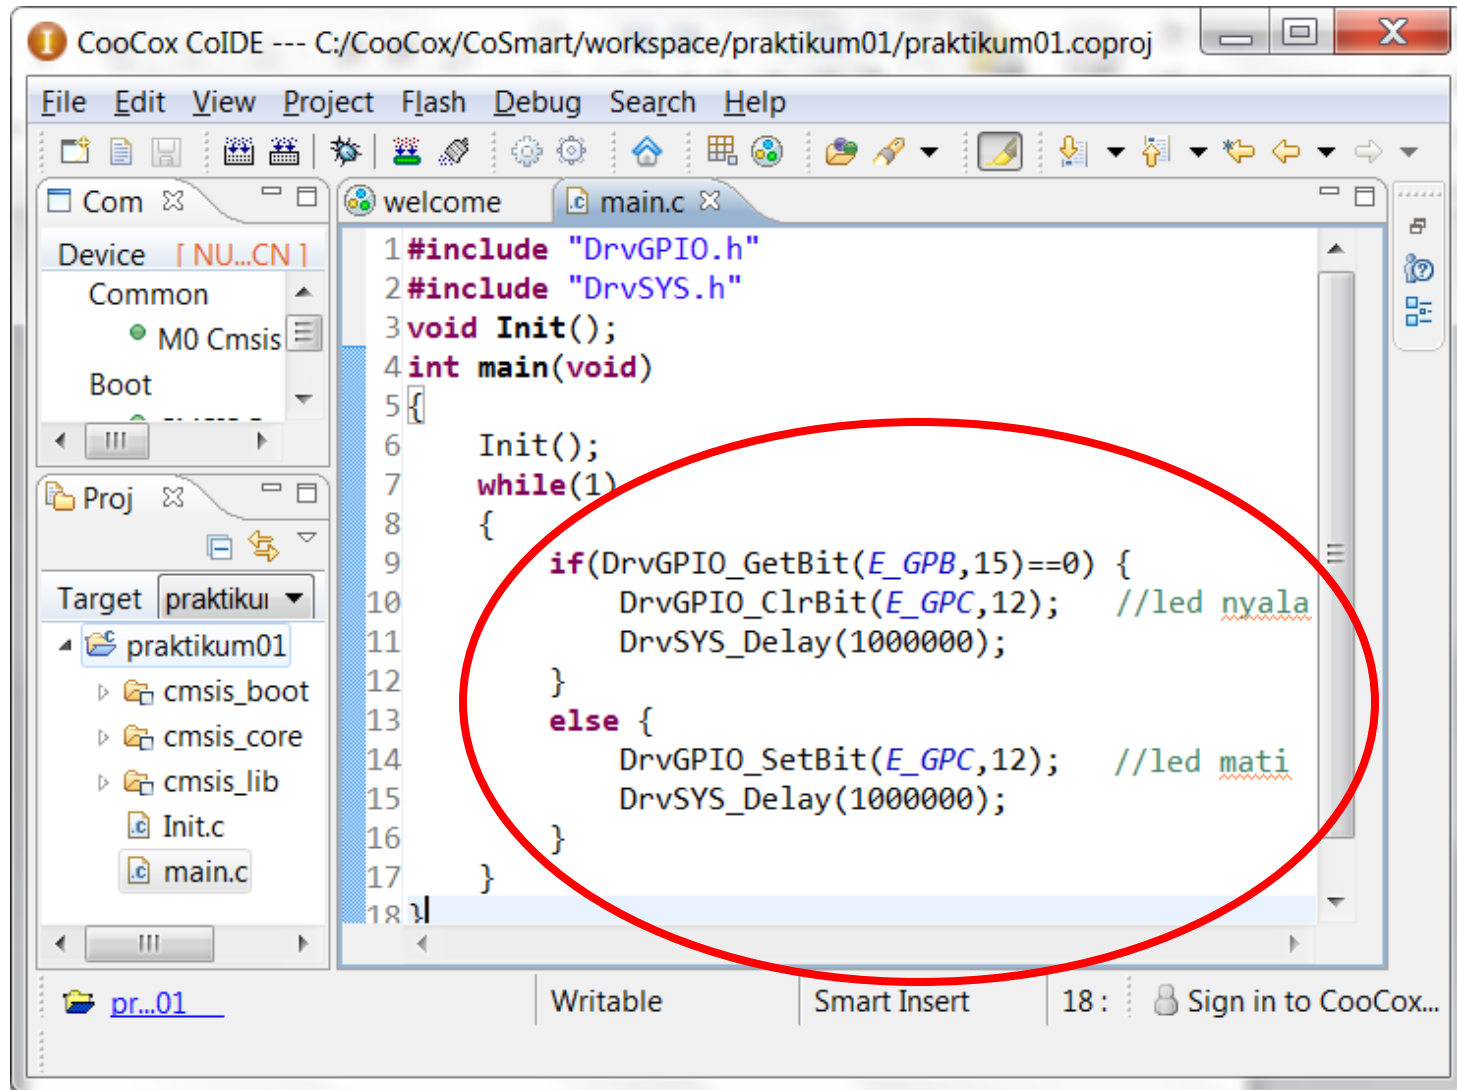 CooCox CoIDE --- C:/CooCox/CoSmart/workspace/praktikum01/praktikum01.coproj
File Edit View Project Flash Debug Search Help
Com
Device [ NU...CN ]
Common
M0 Cmsis
Boot
Proj
Target praktikui
praktikum01
cmsis_boot
cmsis_core
cmsis_lib
Init.c
main.c
welcome main.c
1 #include "DrvGPIO.h"
2 #include "DrvSYS.h"
3 void Init();
4 int main(void)
5 {
6 Init();
7 while(1)
8 {
9 if(DrvGPIO_GetBit(E_GPB,15)==0) {
10 DrvGPIO_ClrBit(E_GPC,12); //led nyala
11 DrvSYS_Delay(1000000);
12 }
13 else {
14 DrvGPIO_SetBit(E_GPC,12); //led mati
15 DrvSYS_Delay(1000000);
16 }
17 }
18 }
pr...01 Writable Smart Insert 18 : Sign in to CooCox...